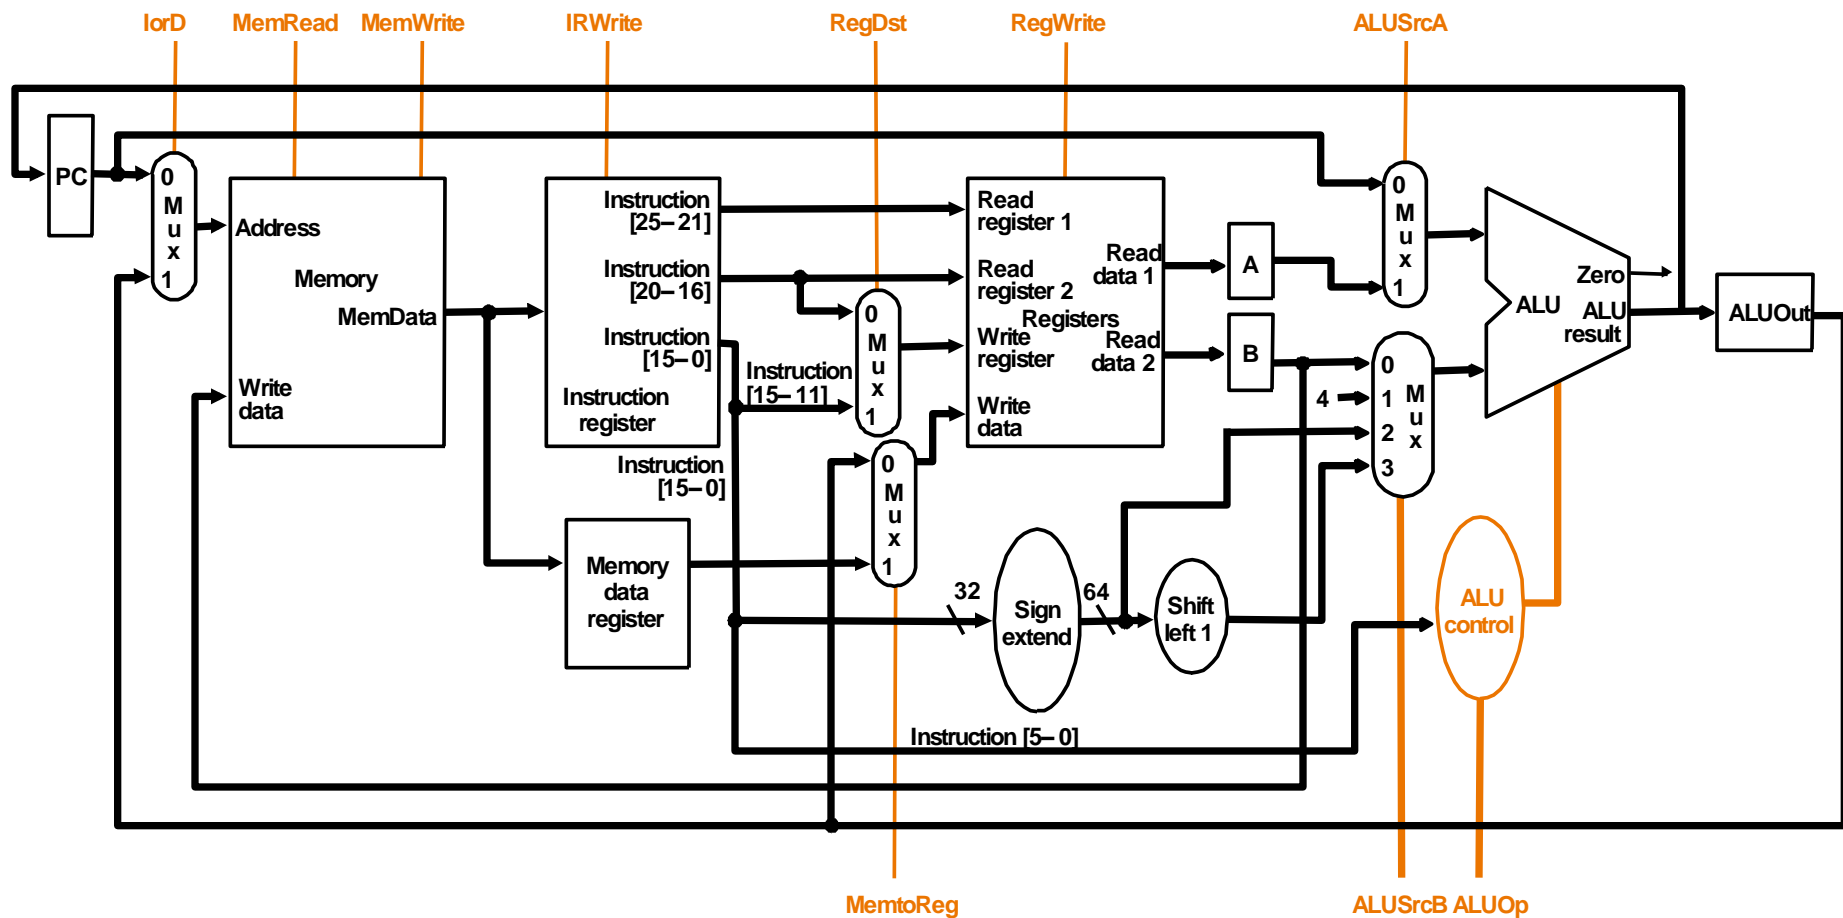 IorD
MemRead
MemWrite
IRWrite
RegDst
RegWrite
ALUSrcA
PC
0
M
u
x
1
Address
Memory
MemData
Write
data
Instruction
[25–21]
Instruction
[20–16]
Instruction
[15–0]
Instruction
register
Instruction
[15–11]
Instruction
[15–0]
0
M
u
x
1
Read
register 1
Read
register 2
Registers
Write
register
Write
data
Read
data 1
Read
data 2
A
B
0
M
u
x
1
4
0
1
2
3
M
u
x
ALU
Zero
ALU
result
ALUOut
0
M
u
x
1
Memory
data
register
32
Sign
extend
64
Shift
left 1
ALU
control
Instruction [5–0]
MemtoReg
ALUSrcB
ALUOp